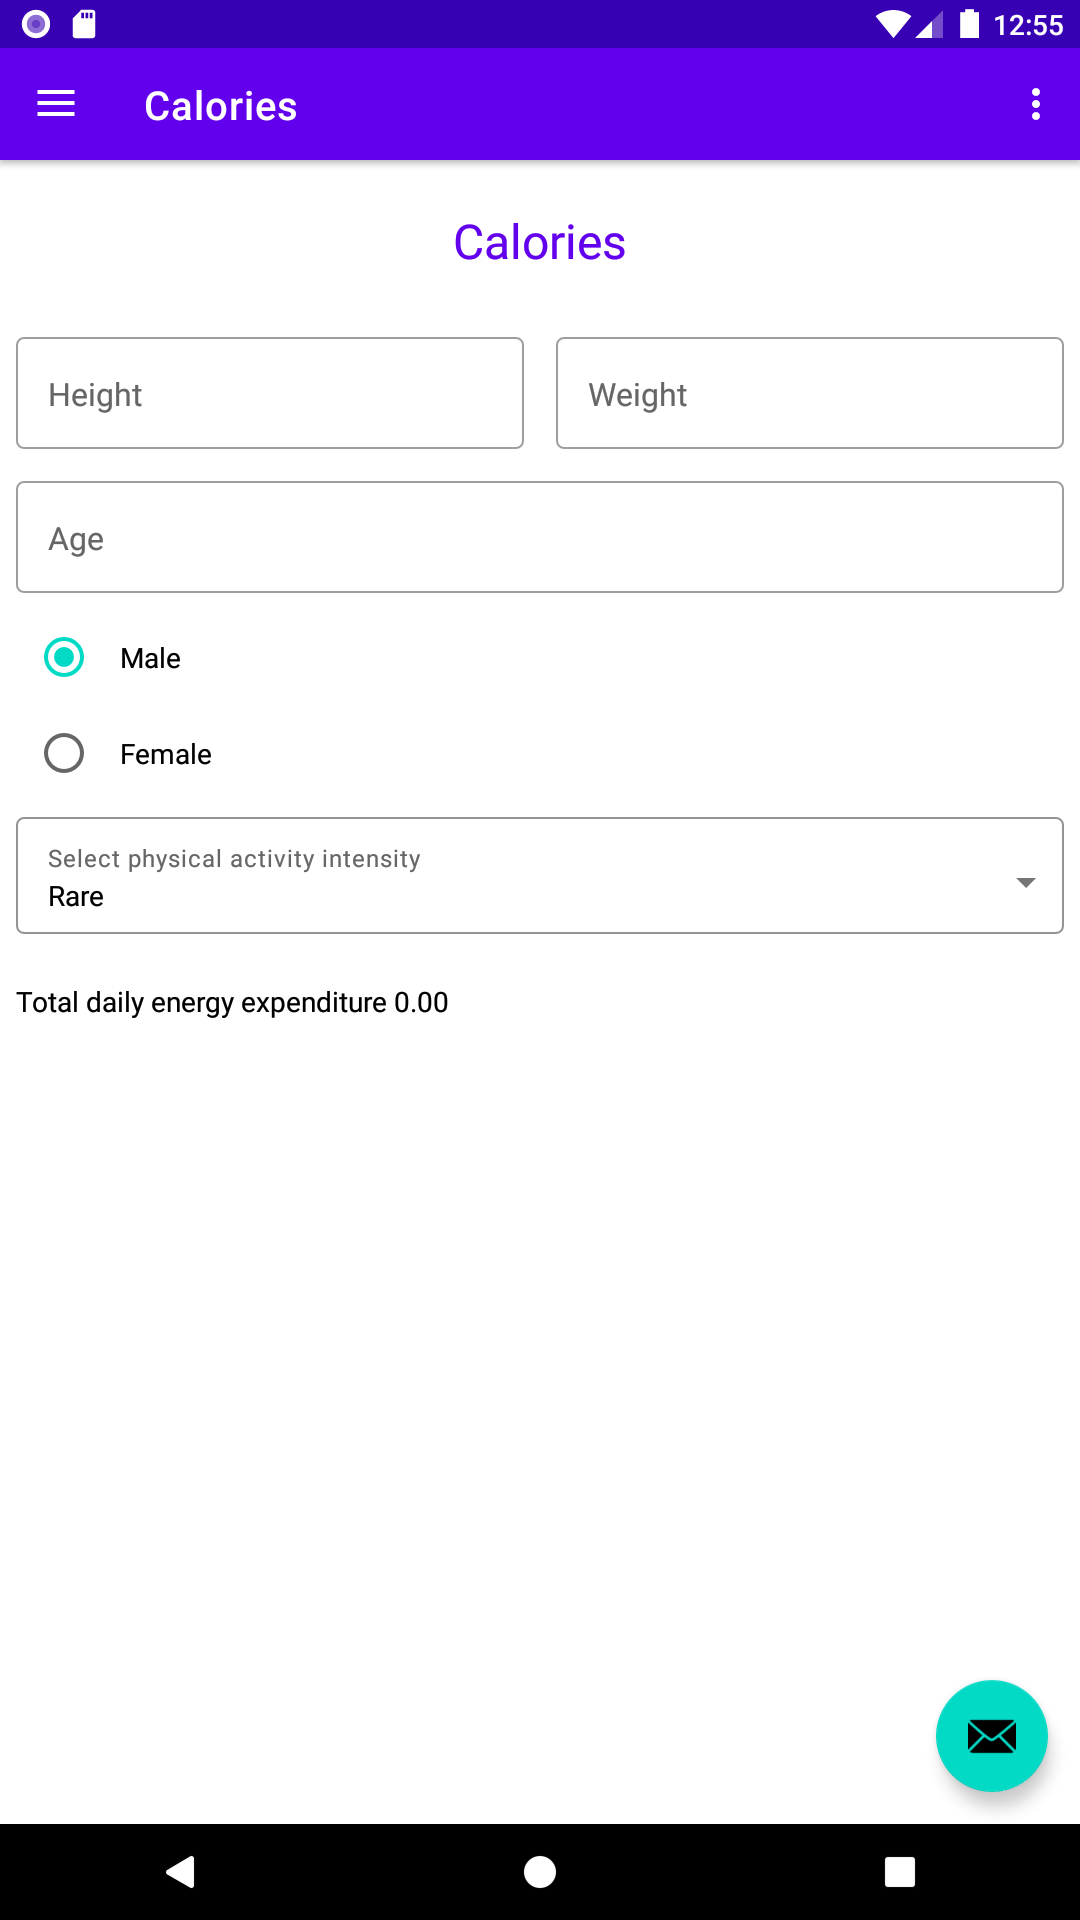 12:55
Calories
Calories
Height
Weight
Age
Male
Female
Select physical activity intensity
Rare
Total daily energy expenditure 0.00